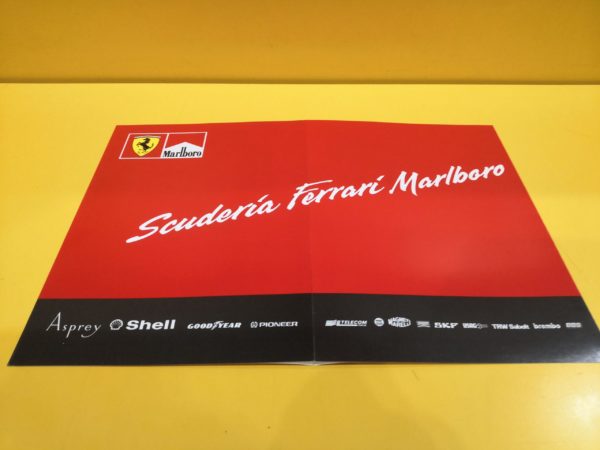 Marlboro
Scuderia Ferrari Marlboro
Asprey Shell GOODYEAR PIONEER TELECOM MAGNETI MARELLI SKF TRW Sabelt brembo